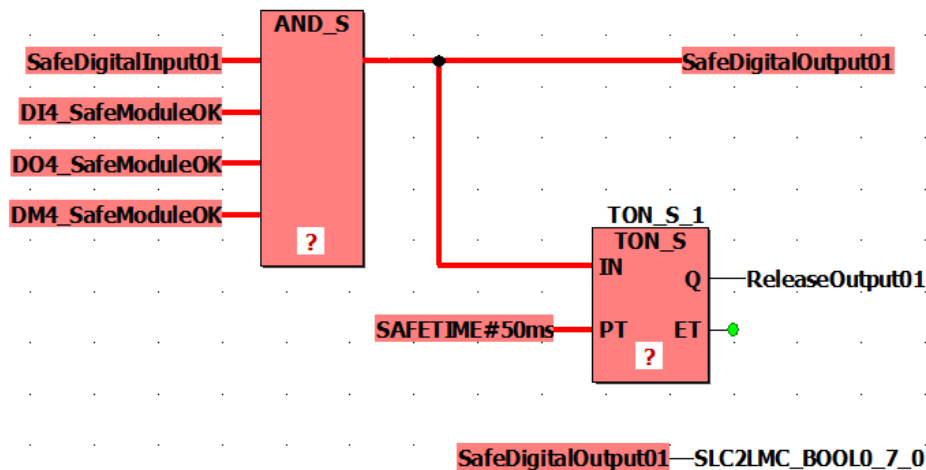 AND_S
SafeDigitalInput01
SafeDigitalOutput01
DI4_SafeModuleOK
DO4_SafeModuleOK
DM4_SafeModuleOK
?
TON_S_1
TON_S
IN
Q
ReleaseOutput01
SAFETIME#50ms
PT
ET
?
SafeDigitalOutput01
SLC2LMC_BOOL0_7_0